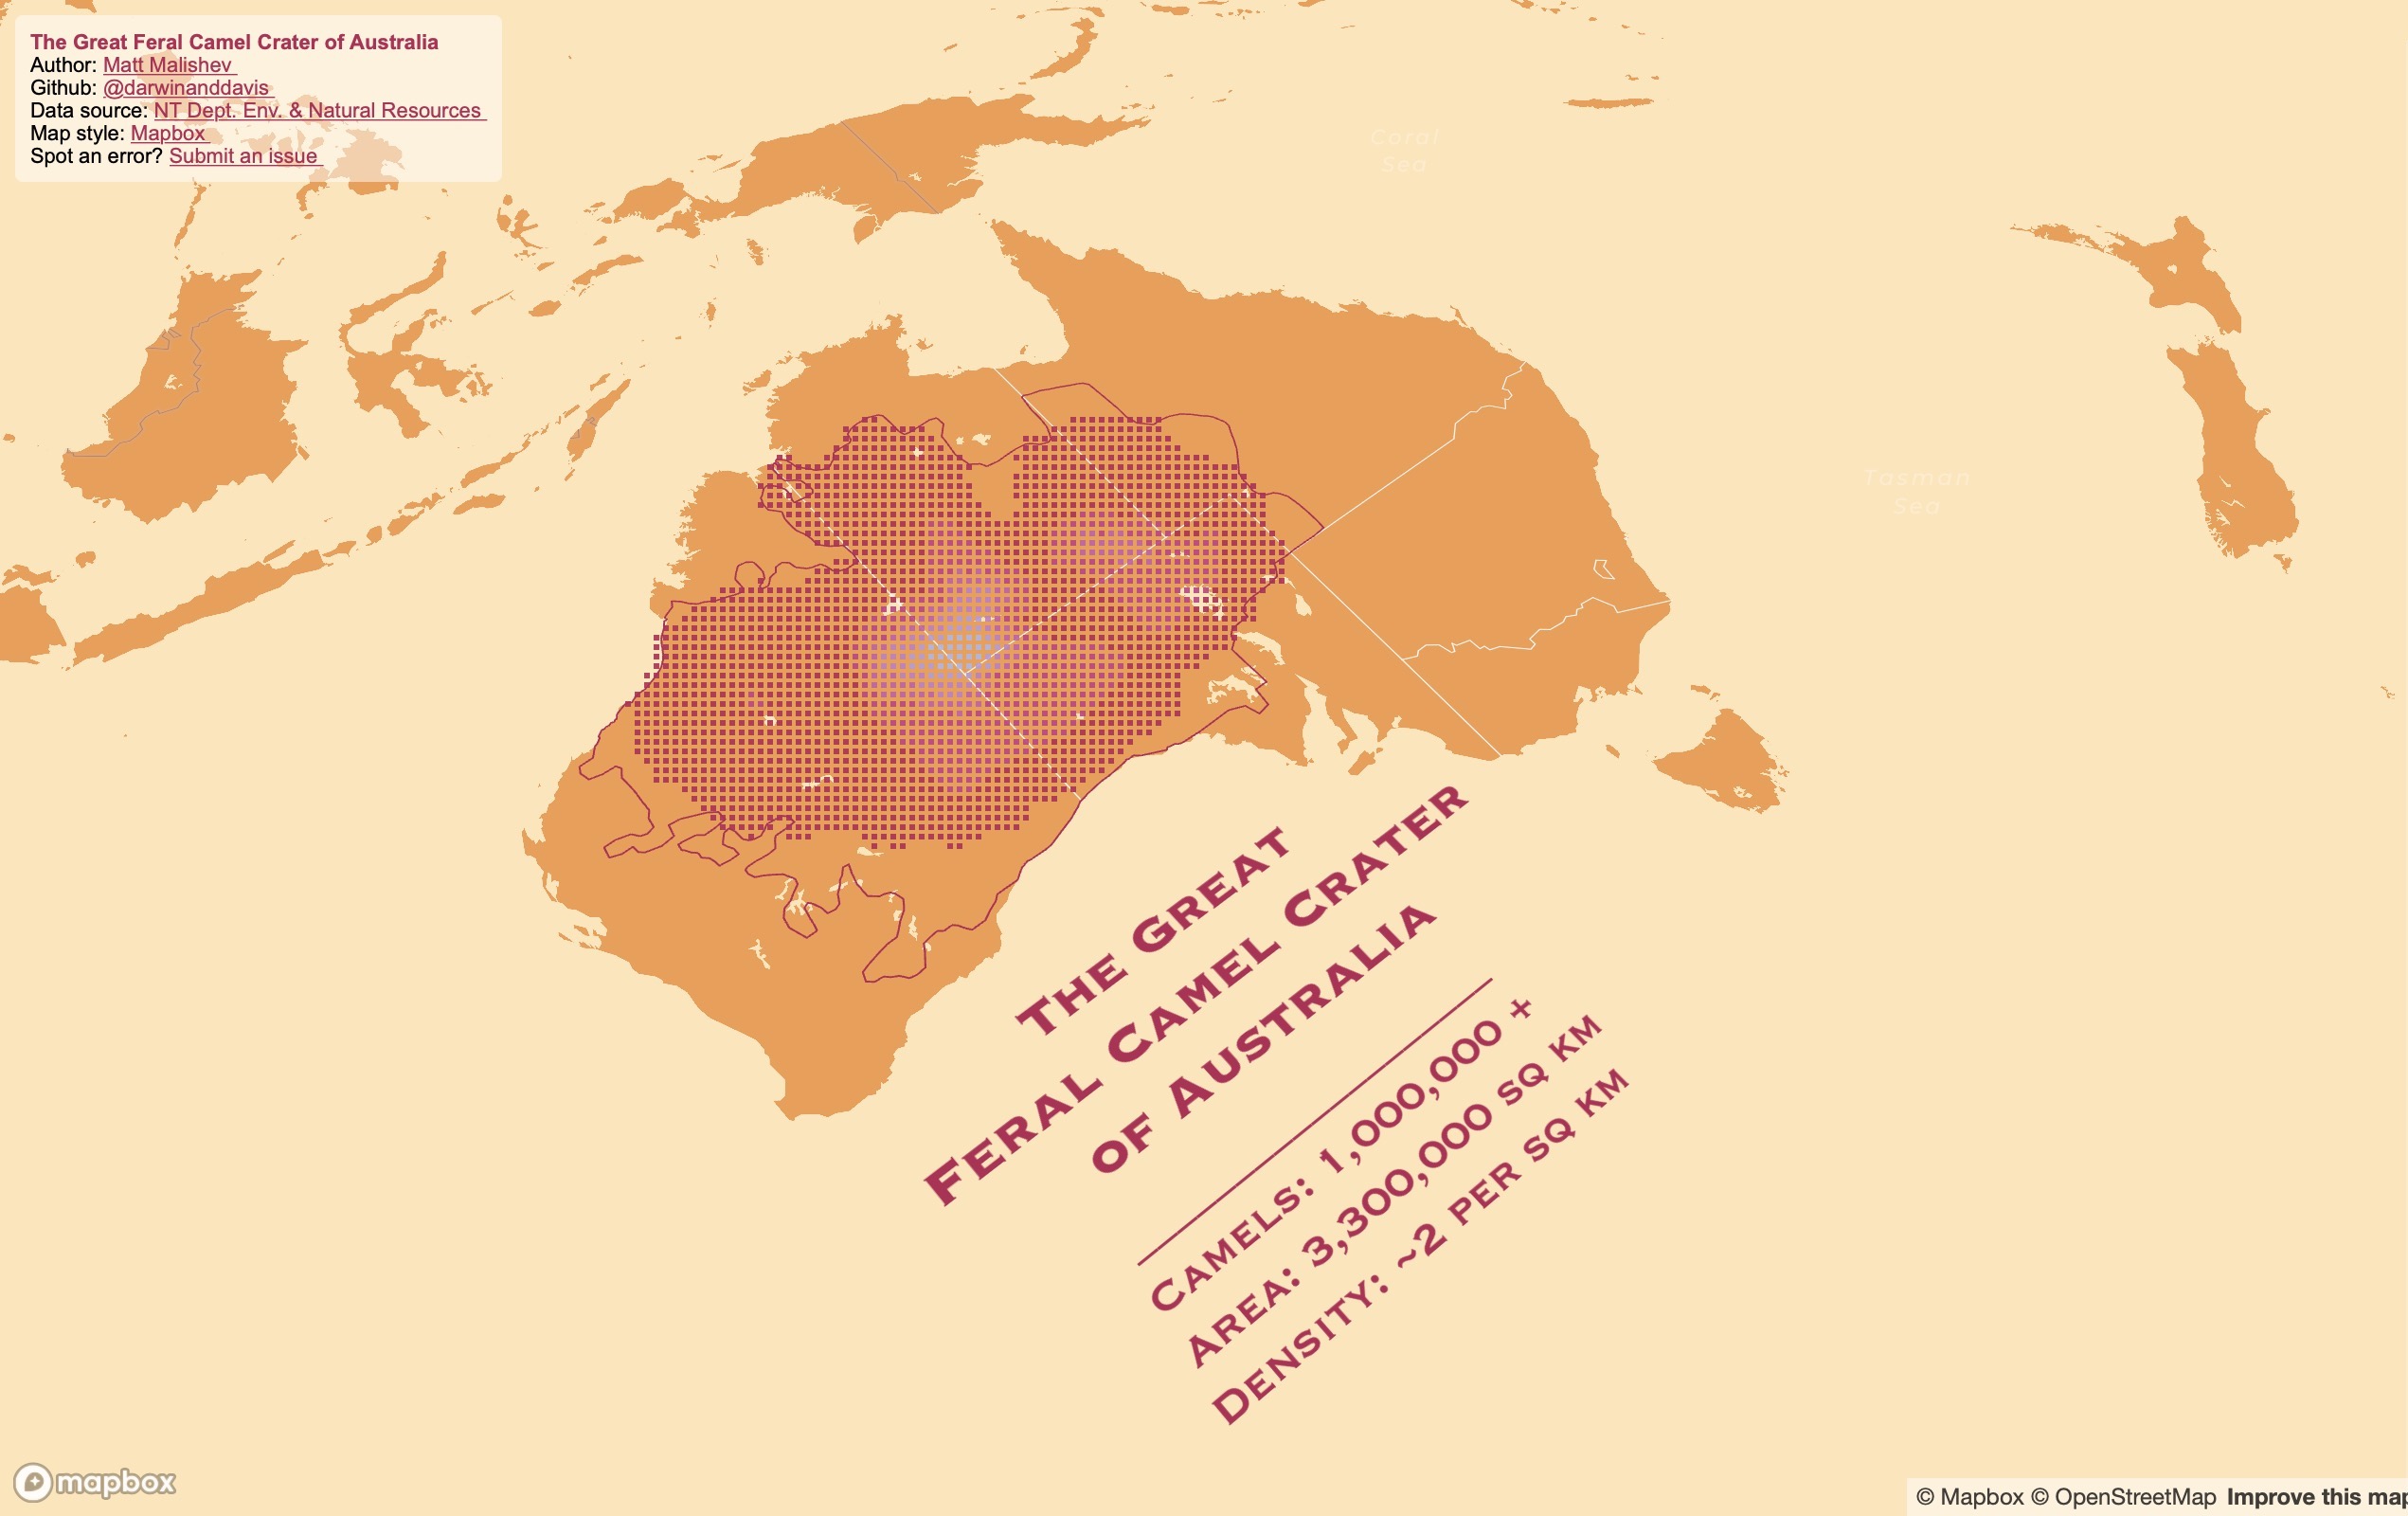 The Great Feral Camel Crater of Australia
Author: Matt Malishev
Github: @darwinanddavis
Data source: NT Dept. Env. & Natural Resources
Map style: Mapbox
Spot an error? Submit an issue
Coral
Sea
Tasman
Sea
The Great
Feral Camel Crater
of Australia
Camels: 1,000,000 +
Area: 3,300,000 sq km
Density: ~2 per sq km
mapbox
© Mapbox © OpenStreetMap Improve this map